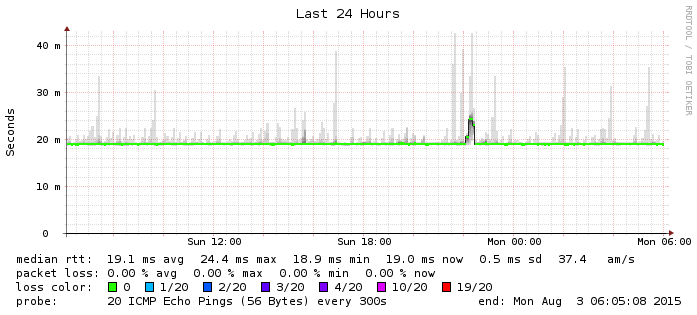 Last 24 Hours
RRDTOOL / TOBI OETIKER
Seconds
40 m
30 m
20 m
10 m
0
Sun 12:00 Sun 18:00 Mon 00:00 Mon 06:00
median rtt: 19.1 ms avg 24.4 ms max 18.9 ms min 19.0 ms now 0.5 ms sd 37.4 am/s
packet loss: 0.00 % avg 0.00 % max 0.00 % min 0.00 % now
loss color: 0 1/20 2/20 3/20 4/20 10/20 19/20
probe: 20 ICMP Echo Pings (56 Bytes) every 300s end: Mon Aug 3 06:05:08 2015